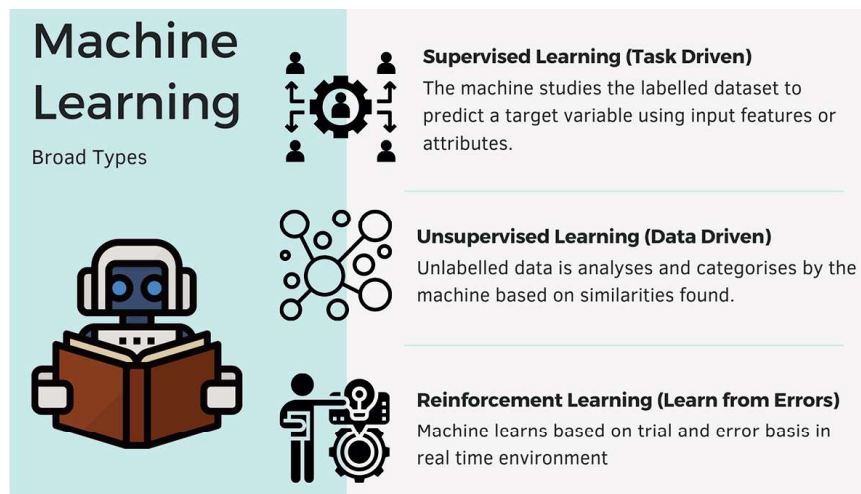 Machine
Learning
Broad Types
Supervised Learning (Task Driven)
The machine studies the labelled dataset to
predict a target variable using input features or
attributes.
Unsupervised Learning (Data Driven)
Unlabelled data is analyses and categorises by the
machine based on similarities found.
Reinforcement Learning (Learn from Errors)
Machine learns based on trial and error basis in
real time environment